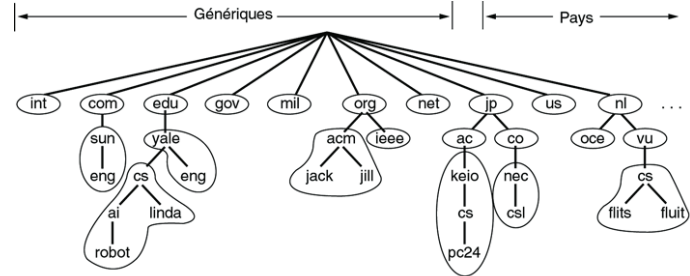 Génériques Pays
int com edu gov mil org net jp us nl ...
sun yale acm ieee ac co oce vu
eng cs eng jack jill keio nec cs
ai linda cs csl flits fluit
robot pc24